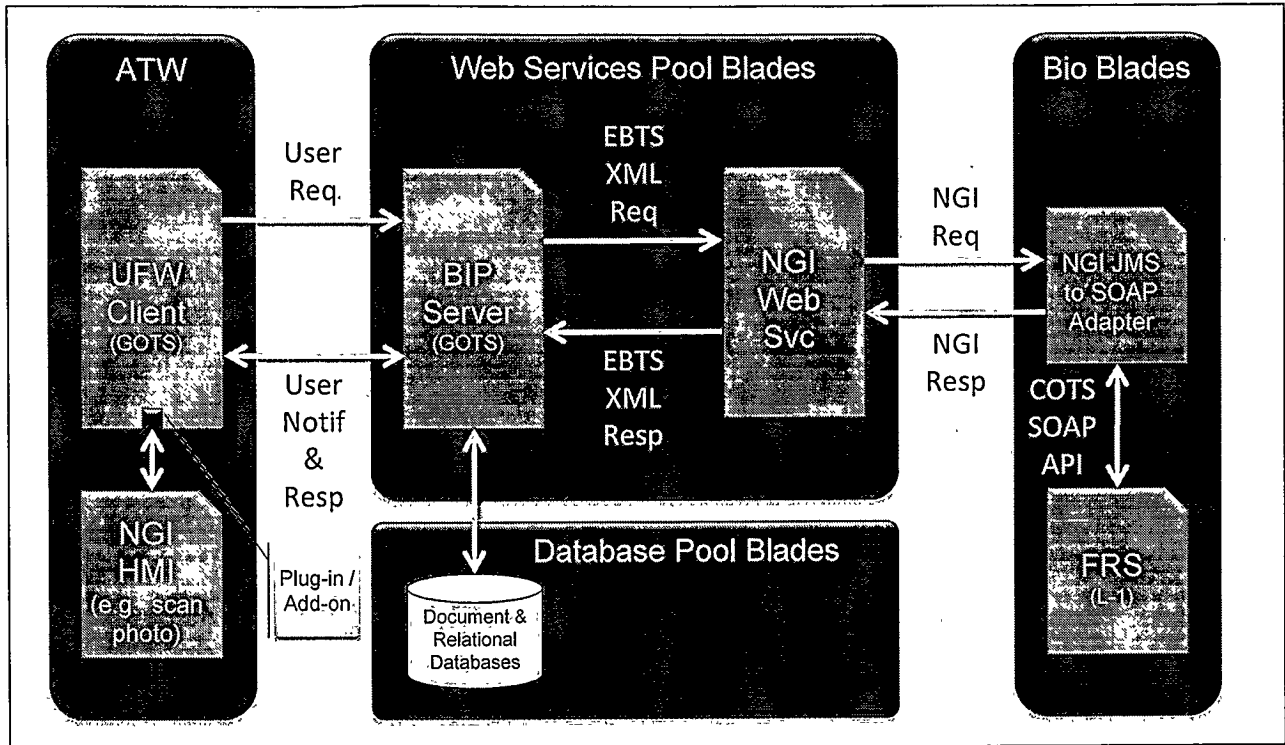 ATW
Web Services Pool Blades
Bio Blades
User
Req.
EBTS
XML
Req
NGI
Req
UFW
Client
(GOTS)
BIP
Server
(GOTS)
NGI
Web
Svc
NGI JMS
to SOAP
Adapter
User
Notif
&
Resp
EBTS
XML
Resp
NGI
Resp
COTS
SOAP
API
NGI
HMI
(e.g., scan
photo)
Plug-in /
Add-on
Database Pool Blades
Document &
Relational
Databases
FRS
(L-1)